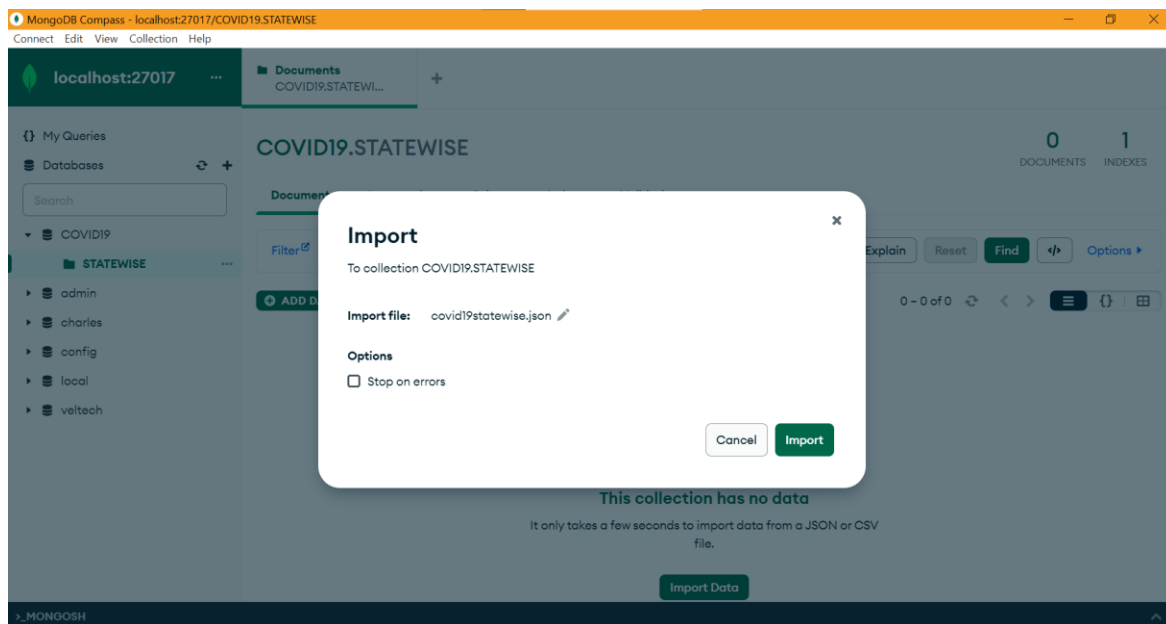 MongoDB Compass - localhost:27017/COVID19.STATEWISE
Connect Edit View Collection Help
localhost:27017 ...
Documents
COVID19.STATEWI...
{} My Queries
Databases
Search
COVID19
STATEWISE ...
admin
charles
config
local
veltech
COVID19.STATEWISE
0
DOCUMENTS
1
INDEXES
Document
Filter
Explain Reset Find </> Options
ADD D
0 – 0 of 0 {}
Import
To collection COVID19.STATEWISE
Import file: covid19statewise.json
Options
Stop on errors
Cancel Import
This collection has no data
It only takes a few seconds to import data from a JSON or CSV
file.
Import Data
>_MONGOSH